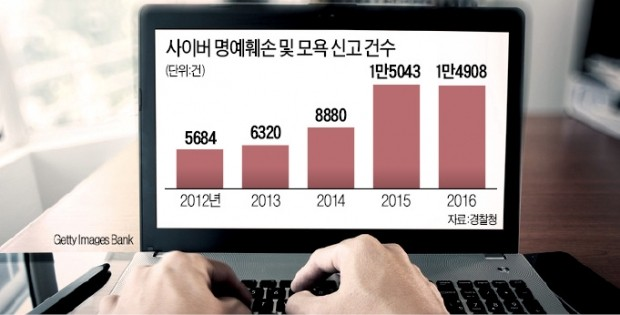 사이버 명예훼손 및 모욕 신고 건수
(단위:건)
5684
6320
8880
1만5043
1만4908
2012년
2013
2014
2015
2016
자료:경찰청
Getty Images Bank